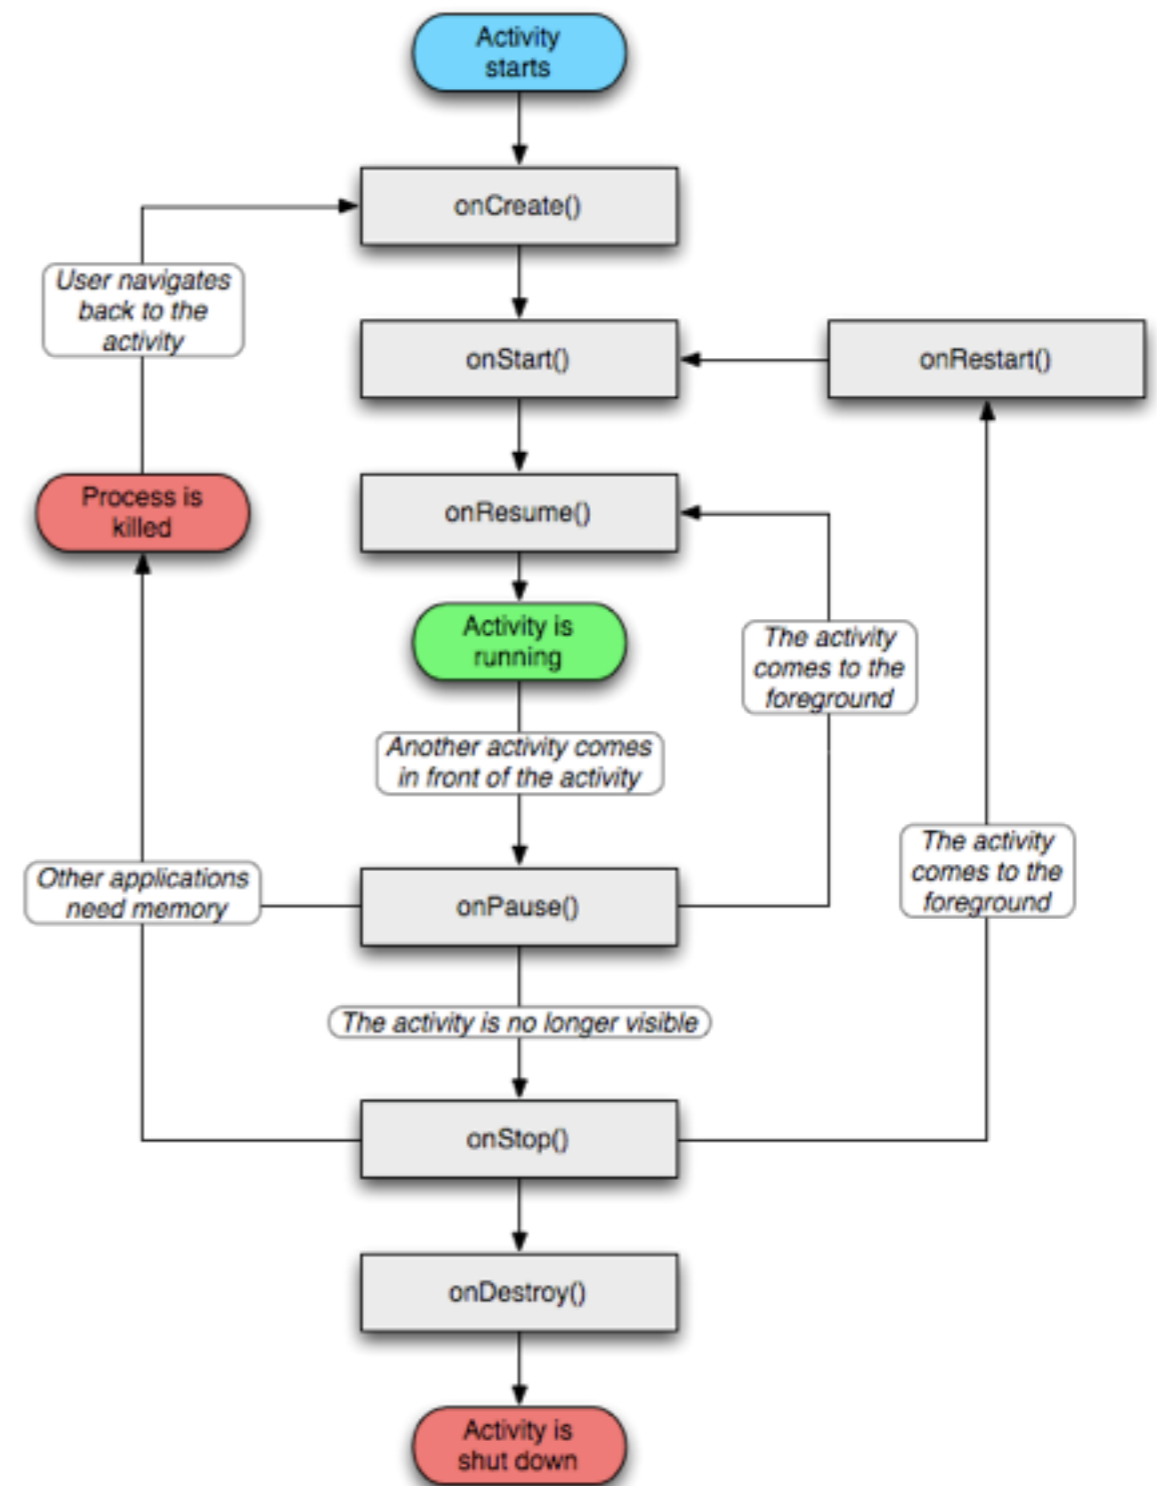 Activity
starts
onCreate()
User navigates
back to the
activity
onStart()
onRestart()
Process is
killed
onResume()
Activity is
running
The activity
comes to the
foreground
Another activity comes
in front of the activity
The activity
comes to the
foreground
Other applications
need memory
onPause()
The activity is no longer visible
onStop()
onDestroy()
Activity is
shut down